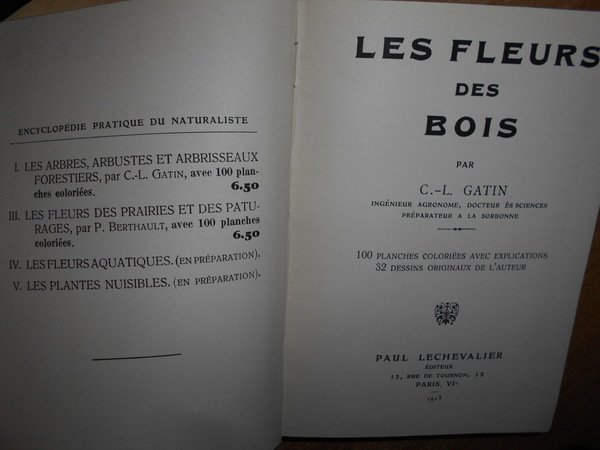 ENCYCLOPÉDIE PRATIQUE DU NATURALISTE
I. LES ARBRES, ARBUSTES ET ARBRISSEAUX
FORESTIERS, par C.-L. GATIN, avec 100 plan-
ches coloriées. 6.50
III. LES FLEURS DES PRAIRIES ET DES PATU-
RAGES, par P. BERTHAULT, avec 100 planches
coloriées. 6.50
IV. LES FLEURS AQUATIQUES. (EN PRÉPARATION).
V. LES PLANTES NUISIBLES. (EN PRÉPARATION).
LES FLEURS
DES
BOIS
PAR
C.-L. GATIN
INGÉNIEUR AGRONOME, DOCTEUR ÈS SCIENCES
PRÉPARATEUR A LA SORBONNE
100 PLANCHES COLORIÉES AVEC EXPLICATIONS
32 DESSINS ORIGINAUX DE L'AUTEUR
PAUL LECHEVALIER
ÉDITEUR
12, RUE DE TOURNON, 12
PARIS, VIe
1913